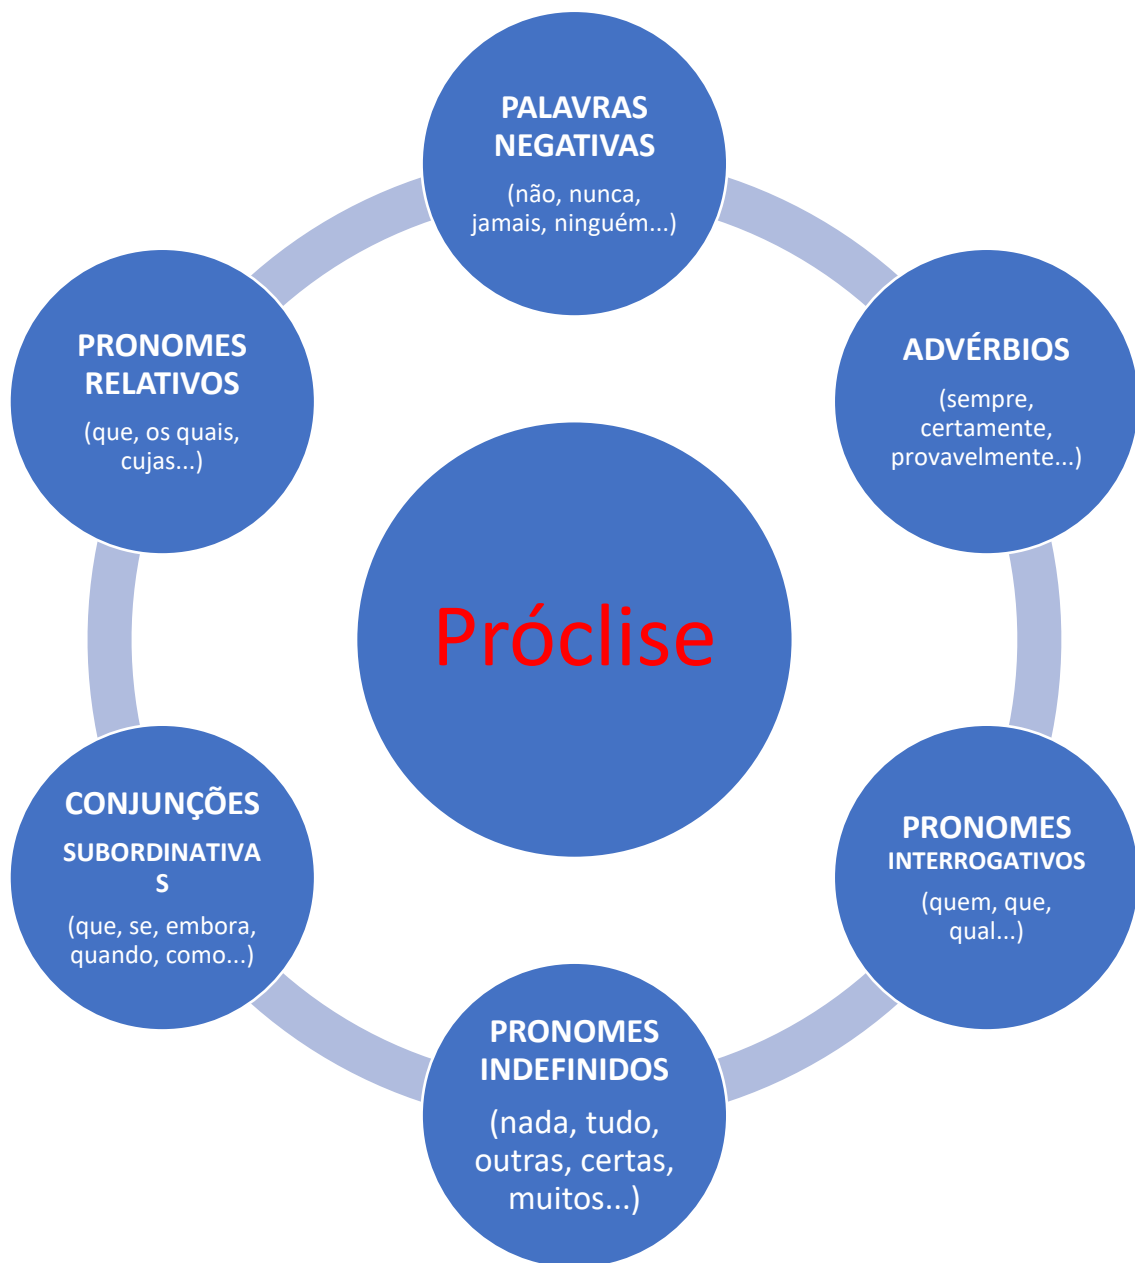 PALAVRAS
NEGATIVAS
(não, nunca,
jamais, ninguém...)
ADVÉRBIOS
(sempre,
certamente,
provavelmente...)
PRONOMES
INTERROGATIVOS
(quem, que,
qual...)
PRONOMES
INDEFINIDOS
(nada, tudo,
outras, certas,
muitos...)
CONJUNÇÕES
SUBORDINATIVA
S
(que, se, embora,
quando, como...)
PRONOMES
RELATIVOS
(que, os quais,
cujas...)
Próclise